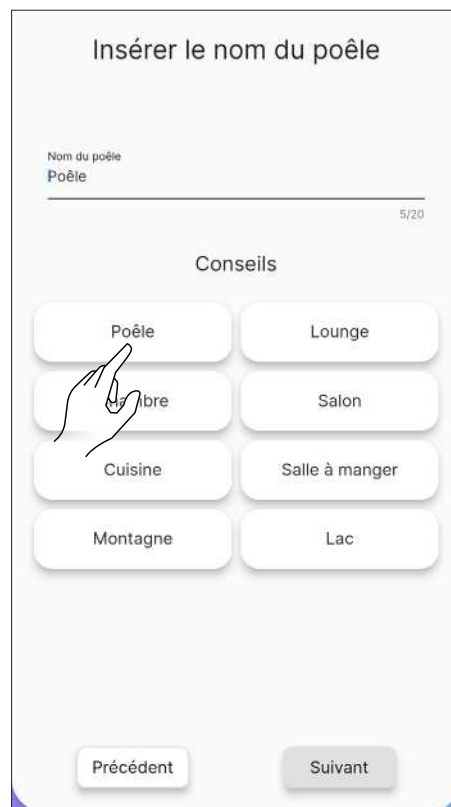 Insérer le nom du poêle
Nom du poêle
Poêle
5/20
Conseils
Poêle Lounge
Salon
Cuisine Salle à manger
Montagne Lac
Précédent Suivant